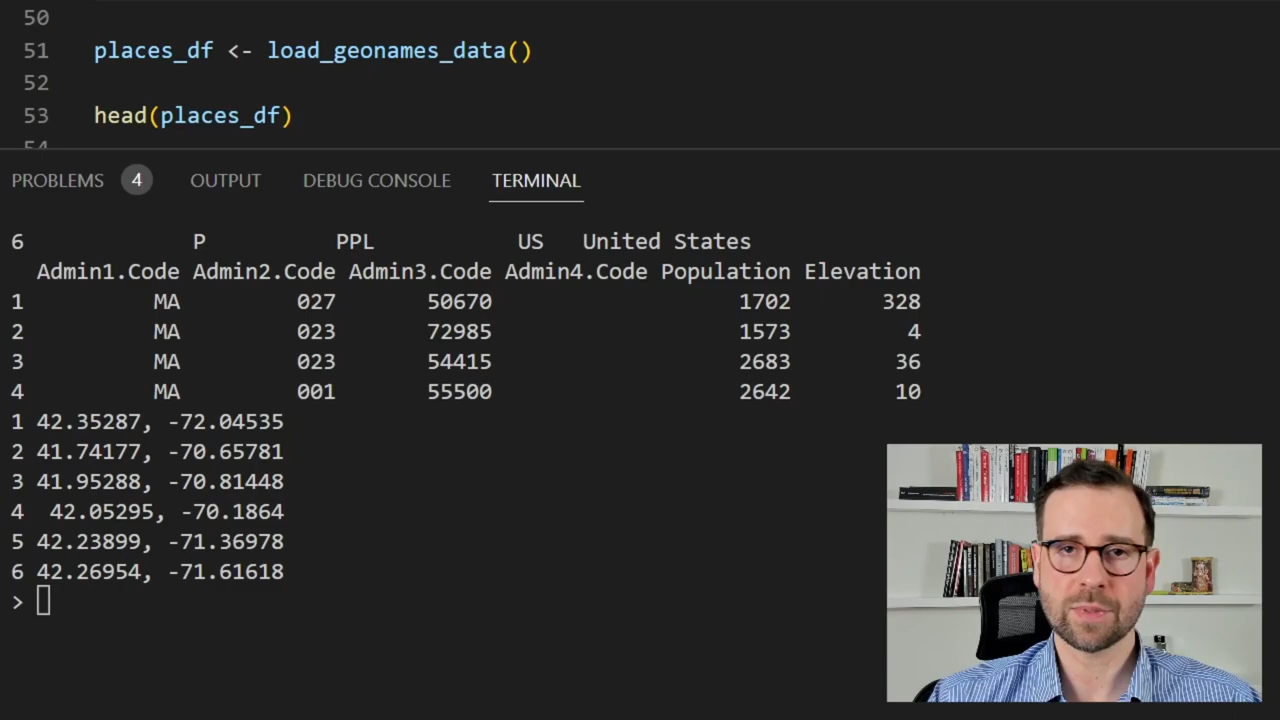 50
51 places_df <- load_geonames_data()
52
53 head(places_df)
54
PROBLEMS 4 OUTPUT DEBUG CONSOLE TERMINAL
6 P PPL US United States
Admin1.Code Admin2.Code Admin3.Code Admin4.Code Population Elevation
1 MA 027 50670 1702 328
2 MA 023 72985 1573 4
3 MA 023 54415 2683 36
4 MA 001 55500 2642 10
1 42.35287, -72.04535
2 41.74177, -70.65781
3 41.95288, -70.81448
4 42.05295, -70.1864
5 42.23899, -71.36978
6 42.26954, -71.61618
>